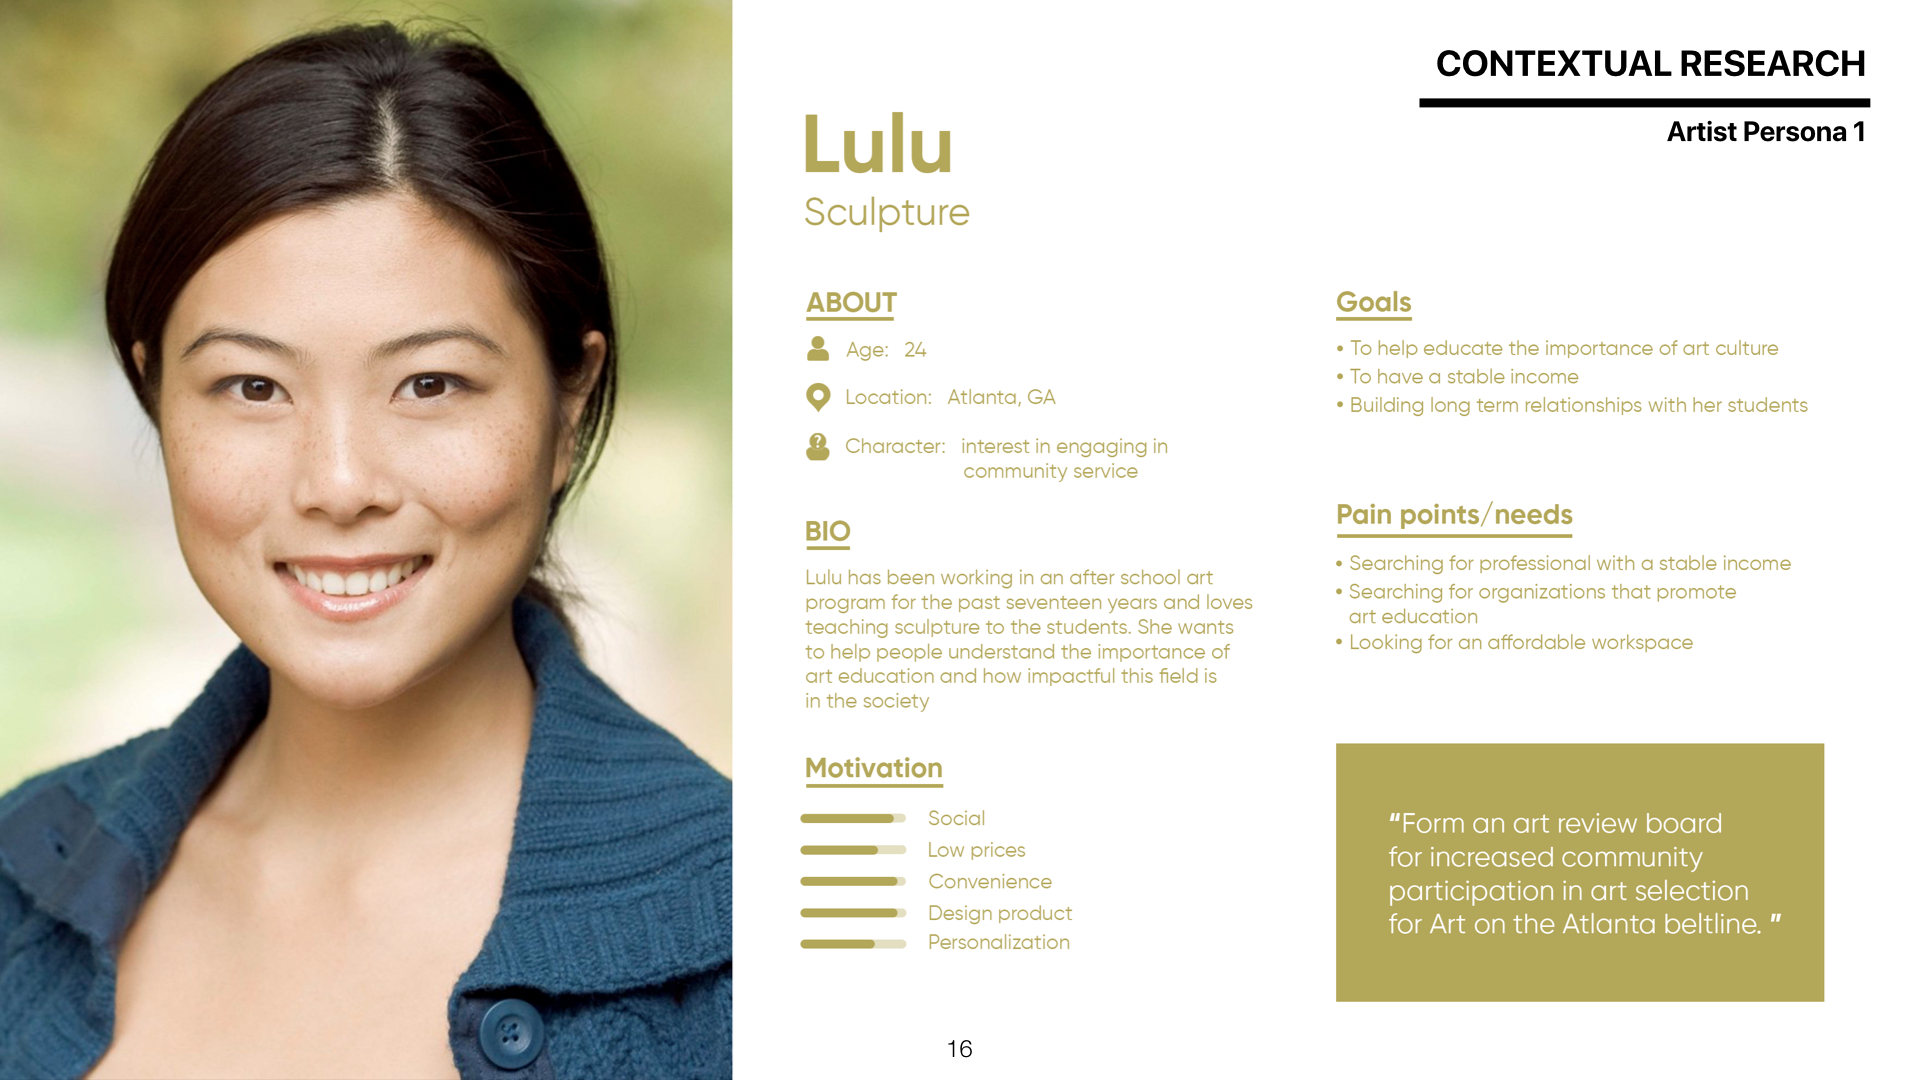 CONTEXTUAL RESEARCH
Artist Persona 1
Lulu
Sculpture
ABOUT
Age: 24
Location: Atlanta, GA
Character: interest in engaging in
community service
BIO
Lulu has been working in an after school art
program for the past seventeen years and loves
teaching sculpture to the students. She wants
to help people understand the importance of
art education and how impactful this field is
in the society
Motivation
Social
Low prices
Convenience
Design product
Personalization
Goals
• To help educate the importance of art culture
• To have a stable income
• Building long term relationships with her students
Pain points/needs
• Searching for professional with a stable income
• Searching for organizations that promote
art education
• Looking for an affordable workspace
“Form an art review board
for increased community
participation in art selection
for Art on the Atlanta beltline. ”
16